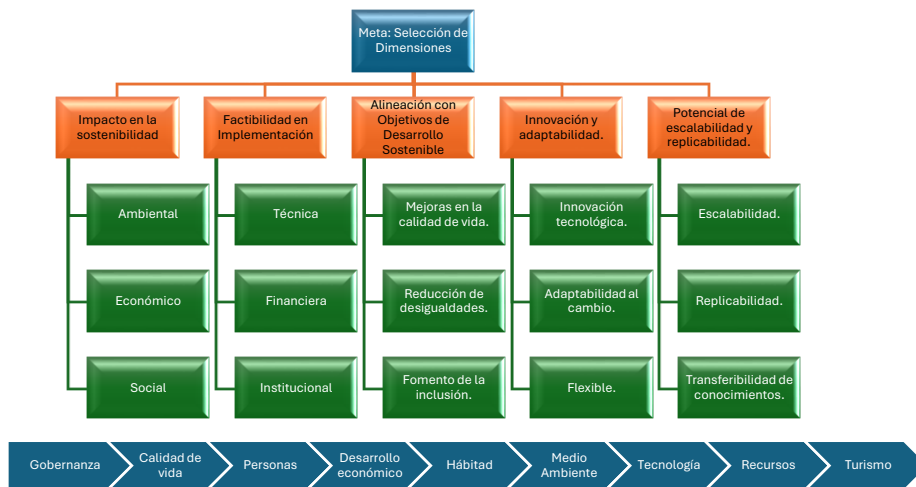 Meta: Selección de
Dimensiones
Impacto en la
sostenibilidad
Factibilidad en
Implementación
Alineación con
Objetivos de
Desarrollo
Sostenible
Innovación y
adaptabilidad.
Potencial de
escalabilidad y
replicabilidad.
Ambiental
Técnica
Mejoras en la
calidad de vida.
Innovación
tecnológica.
Escalabilidad.
Económico
Financiera
Reducción de
desigualdades.
Adaptabilidad al
cambio.
Replicabilidad.
Social
Institucional
Fomento de la
inclusión.
Flexible.
Transferibilidad de
conocimientos.
Gobernanza
Calidad de
vida
Personas
Desarrollo
económico
Hábitad
Medio
Ambiente
Tecnología
Recursos
Turismo